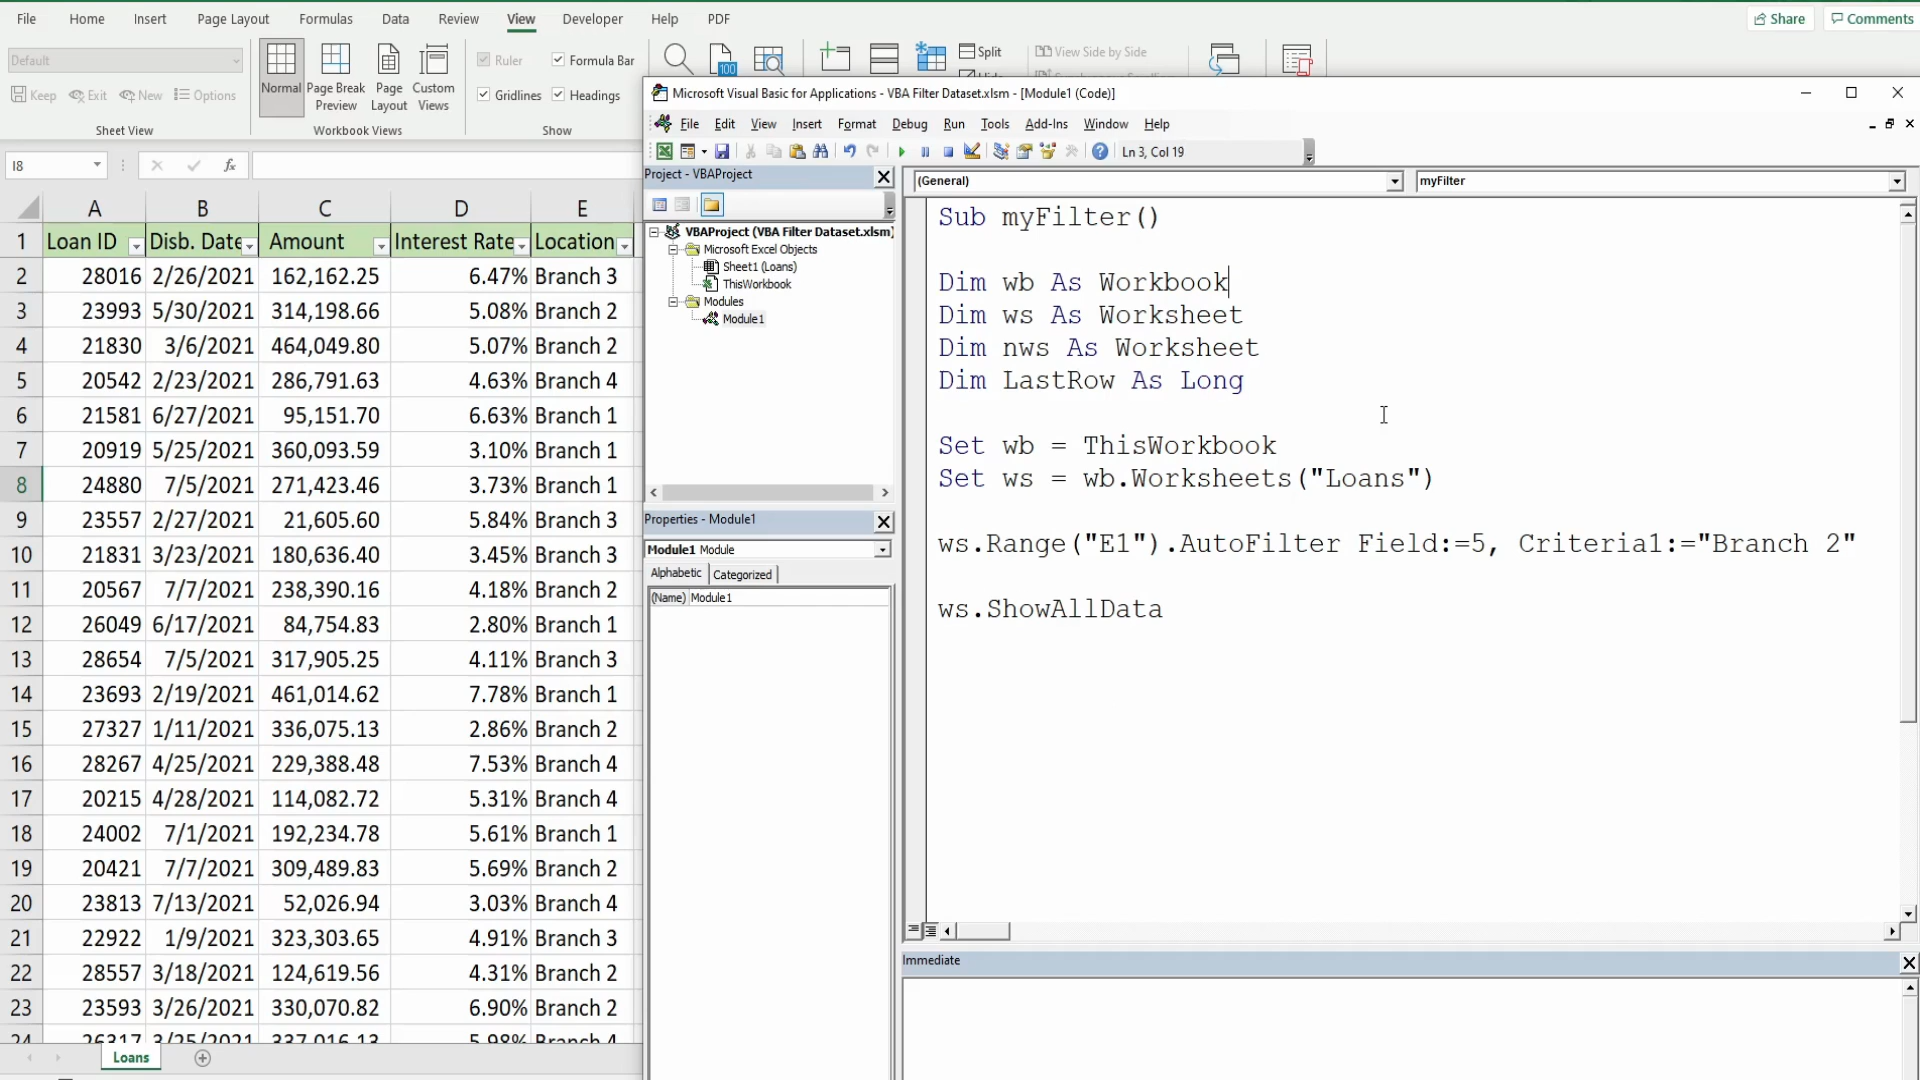 File Home Insert Page Layout Formulas Data Review View Developer Help PDF Share Comments
Default
Keep Exit New Options
Sheet View
Normal Page Break Preview Page Layout Custom Views
Workbook Views
Ruler Formula Bar
Gridlines Headings
Show
100
Split
View Side by Side
Microsoft Visual Basic for Applications - VBA Filter Dataset.xlsm - [Module1 (Code)]
File Edit View Insert Format Debug Run Tools Add-Ins Window Help
Ln 3, Col 19
I8
fx
Project - VBAProject
VBAProject (VBA Filter Dataset.xlsm)
Microsoft Excel Objects
Sheet1 (Loans)
ThisWorkbook
Modules
Module1
Properties - Module1
Module1 Module
Alphabetic Categorized
(Name) Module1
(General) myFilter
Sub myFilter()
Dim wb As Workbook
Dim ws As Worksheet
Dim nws As Worksheet
Dim LastRow As Long
Set wb = ThisWorkbook
Set ws = wb.Worksheets("Loans")
ws.Range("E1").AutoFilter Field:=5, Criteria1:="Branch 2"
ws.ShowAllData
Immediate
A B C D E
1 Loan ID Disb. Date Amount Interest Rate Location
2 28016 2/26/2021 162,162.25 6.47% Branch 3
3 23993 5/30/2021 314,198.66 5.08% Branch 2
4 21830 3/6/2021 464,049.80 5.07% Branch 2
5 20542 2/23/2021 286,791.63 4.63% Branch 4
6 21581 6/27/2021 95,151.70 6.63% Branch 1
7 20919 5/25/2021 360,093.59 3.10% Branch 1
8 24880 7/5/2021 271,423.46 3.73% Branch 1
9 23557 2/27/2021 21,605.60 5.84% Branch 3
10 21831 3/23/2021 180,636.40 3.45% Branch 3
11 20567 7/7/2021 238,390.16 4.18% Branch 2
12 26049 6/17/2021 84,754.83 2.80% Branch 1
13 28654 7/5/2021 317,905.25 4.11% Branch 3
14 23693 2/19/2021 461,014.62 7.78% Branch 1
15 27327 1/11/2021 336,075.13 2.86% Branch 2
16 28267 4/25/2021 229,388.48 7.53% Branch 4
17 20215 4/28/2021 114,082.72 5.31% Branch 4
18 24002 7/1/2021 192,234.78 5.61% Branch 1
19 20421 7/7/2021 309,489.83 5.69% Branch 2
20 23813 7/13/2021 52,026.94 3.03% Branch 4
21 22922 1/9/2021 323,303.65 4.91% Branch 3
22 28557 3/18/2021 124,619.56 4.31% Branch 2
23 23593 3/26/2021 330,070.82 6.90% Branch 2
24 26317 3/25/2021 337,016.13 5.98% Branch 4
Loans